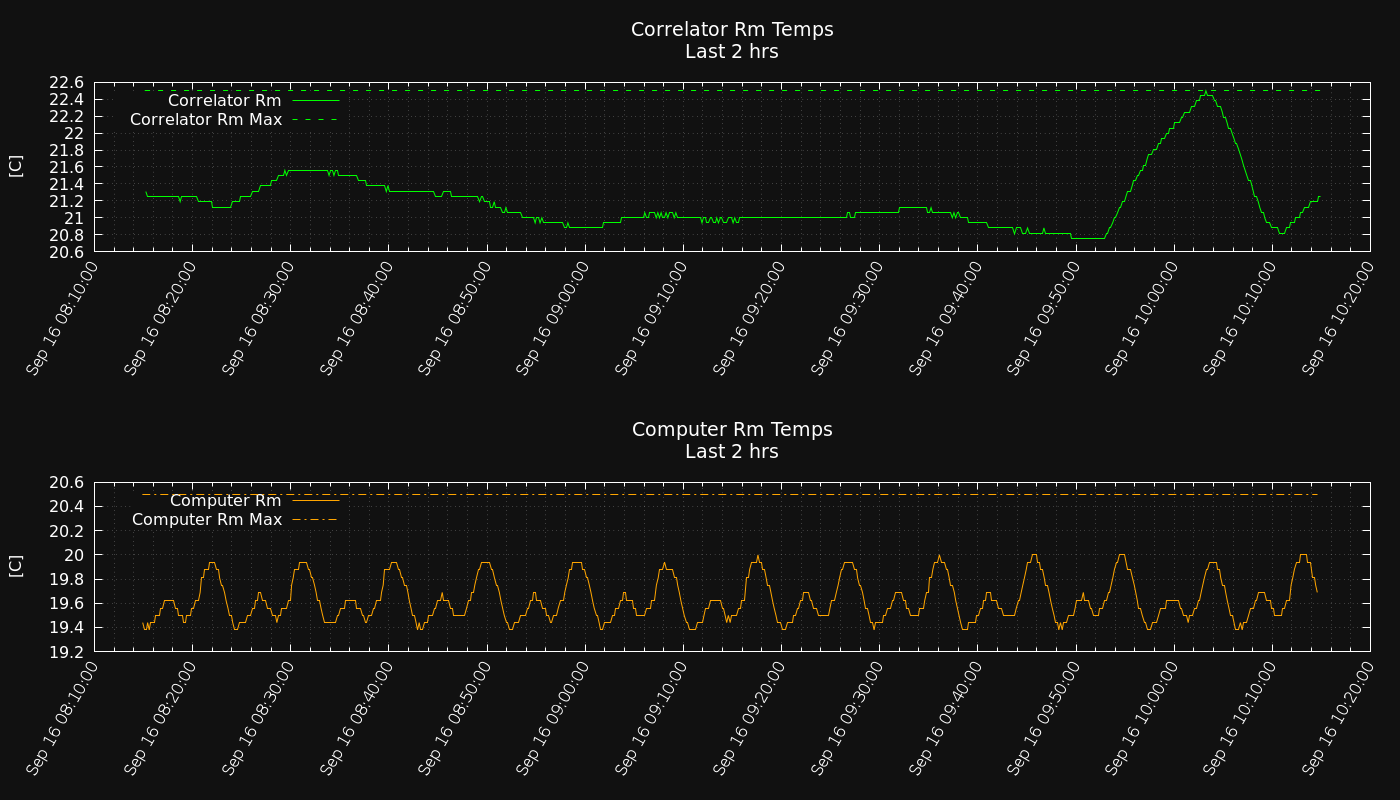 Correlator Rm Temps
Last 2 hrs
22.6
22.4
22.2
22
21.8
21.6
21.4
21.2
21
20.8
20.6
[C]
Correlator Rm
Correlator Rm Max
Sep 16 08:10:00
Sep 16 08:20:00
Sep 16 08:30:00
Sep 16 08:40:00
Sep 16 08:50:00
Sep 16 09:00:00
Sep 16 09:10:00
Sep 16 09:20:00
Sep 16 09:30:00
Sep 16 09:40:00
Sep 16 09:50:00
Sep 16 10:00:00
Sep 16 10:10:00
Sep 16 10:20:00
Computer Rm Temps
Last 2 hrs
20.6
20.4
20.2
20
19.8
19.6
19.4
19.2
[C]
Computer Rm
Computer Rm Max
Sep 16 08:10:00
Sep 16 08:20:00
Sep 16 08:30:00
Sep 16 08:40:00
Sep 16 08:50:00
Sep 16 09:00:00
Sep 16 09:10:00
Sep 16 09:20:00
Sep 16 09:30:00
Sep 16 09:40:00
Sep 16 09:50:00
Sep 16 10:00:00
Sep 16 10:10:00
Sep 16 10:20:00